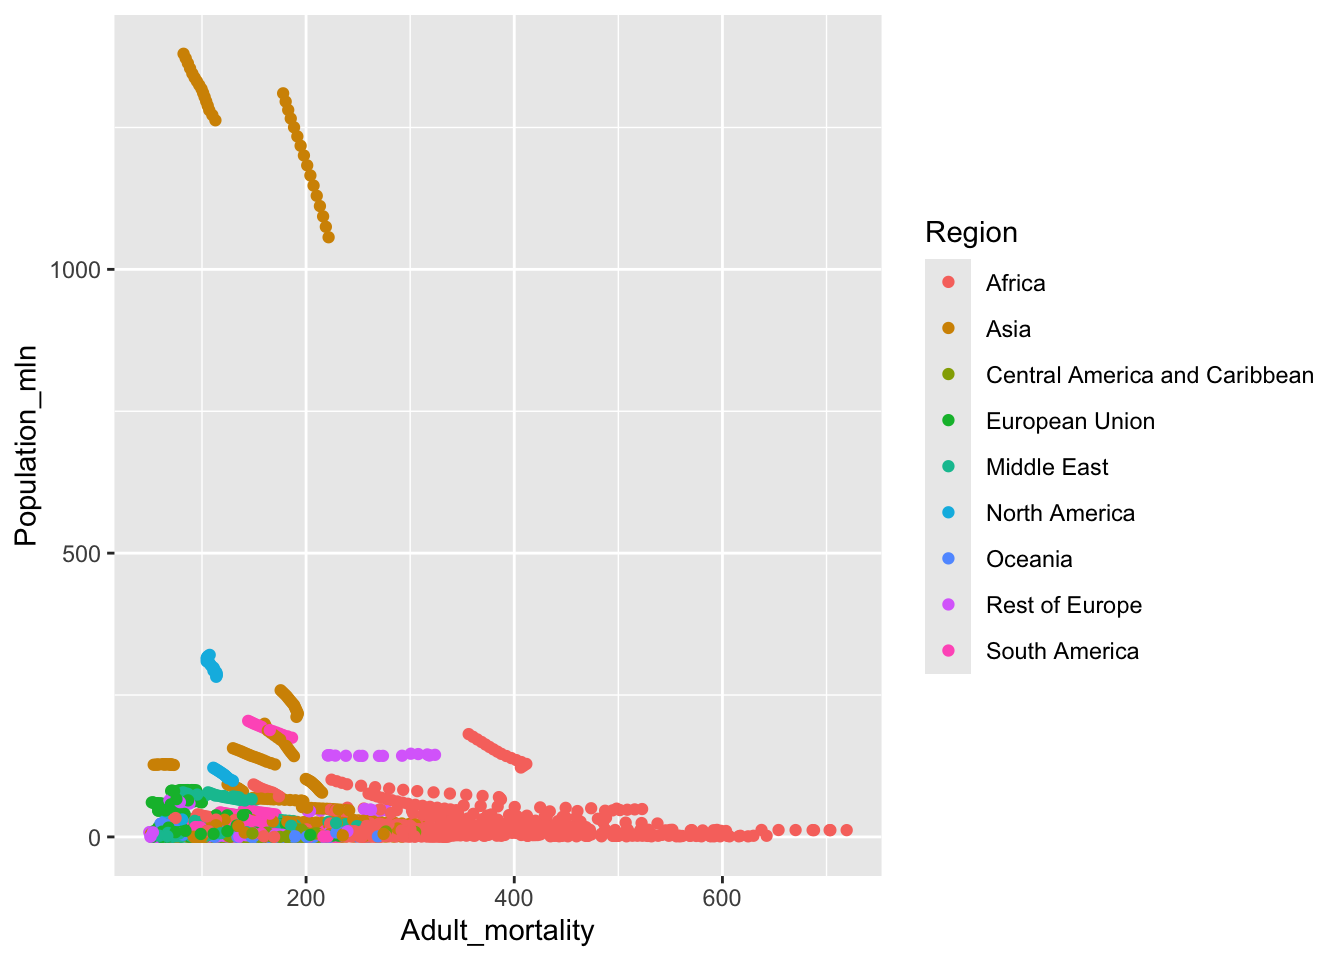 Population_mln
1000
500
0
200
400
600
Adult_mortality
Region
Africa
Asia
Central America and Caribbean
European Union
Middle East
North America
Oceania
Rest of Europe
South America